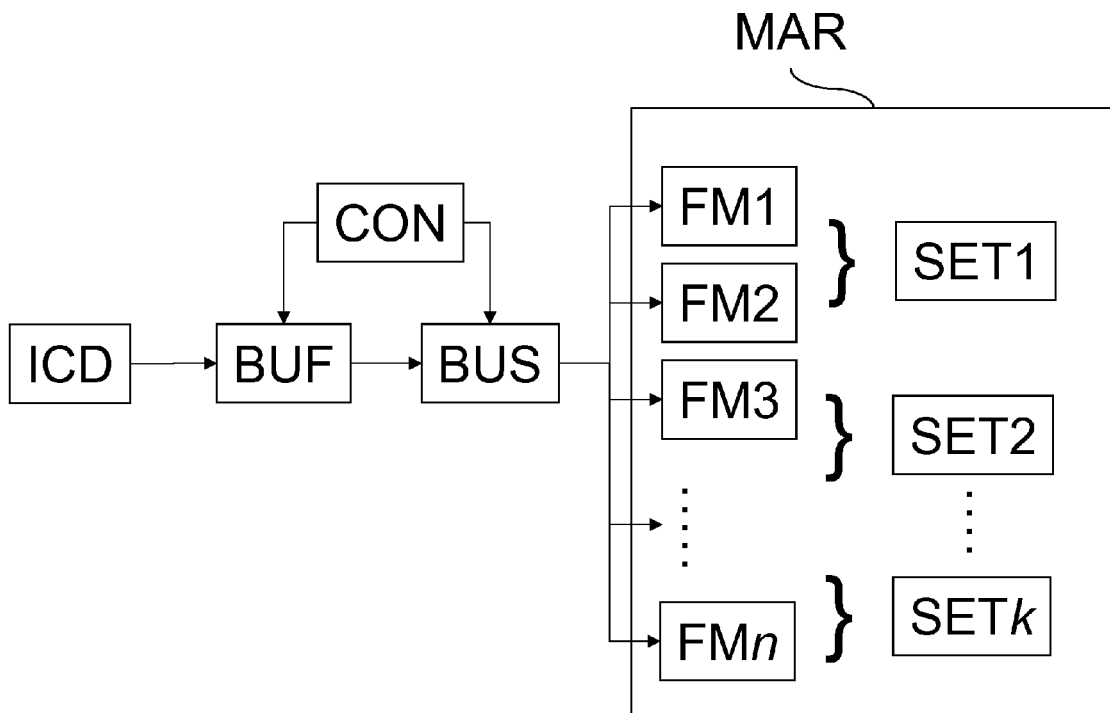 MAR
FM1
CON
SET1
FM2
ICD
BUF
BUS
FM3
SET2
FMn
SETk